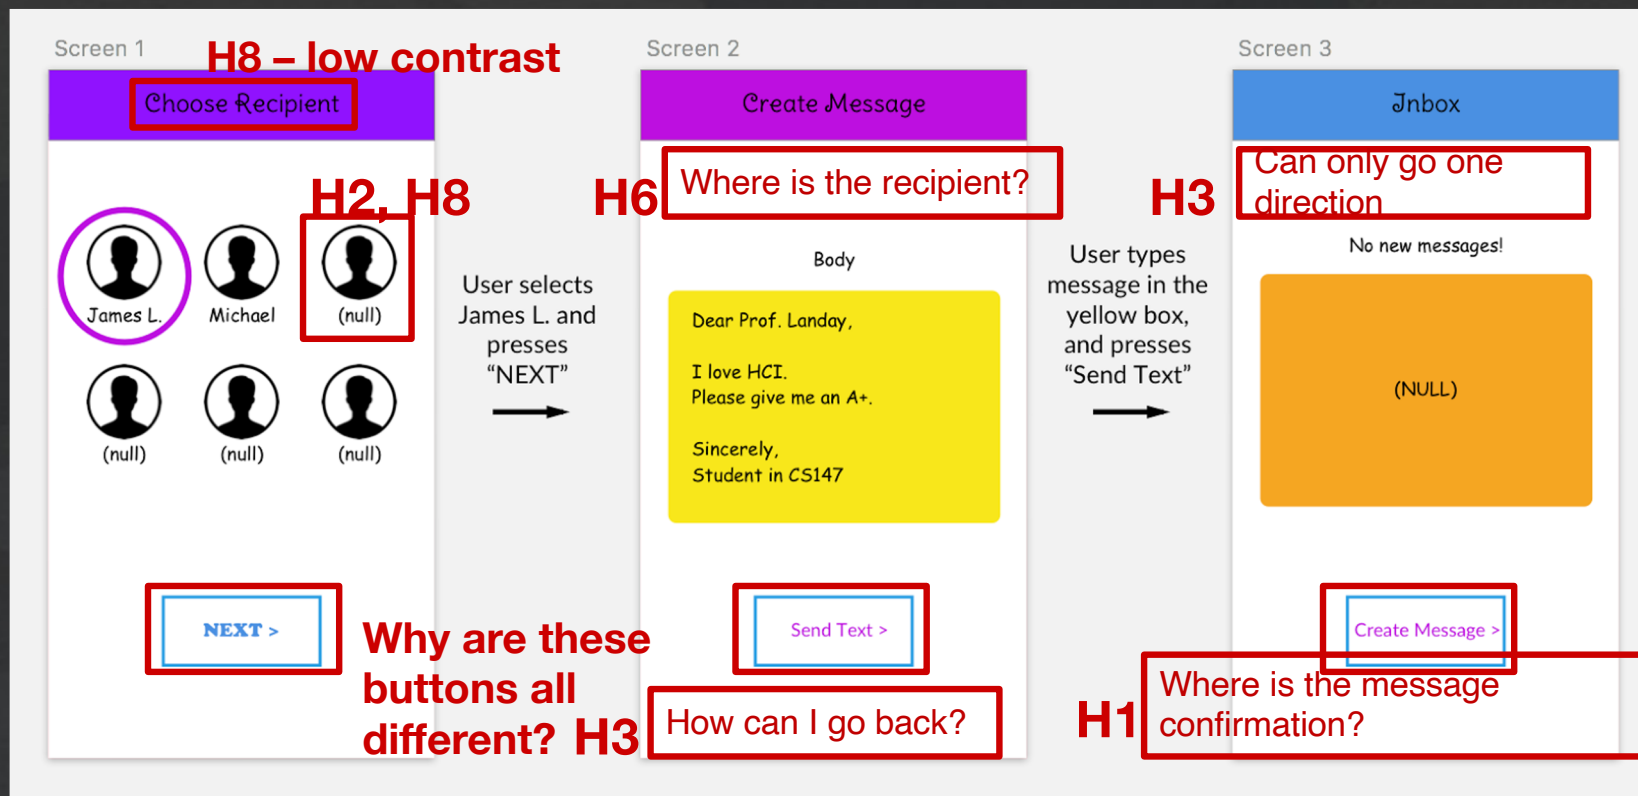 Screen 1
H8 – low contrast
Choose Recipient
H2, H8
James L.
Michael
(null)
(null)
(null)
(null)
NEXT >
Why are these
buttons all
different?
User selects
James L. and
presses
“NEXT”
Screen 2
Create Message
H6
Where is the recipient?
Body
Dear Prof. Landay,
I love HCI.
Please give me an A+.
Sincerely,
Student in CS147
Send Text >
H3
How can I go back?
User types
message in the
yellow box,
and presses
“Send Text”
Screen 3
Inbox
H3
Can only go one
direction
No new messages!
(NULL)
Create Message >
H1
Where is the message
confirmation?